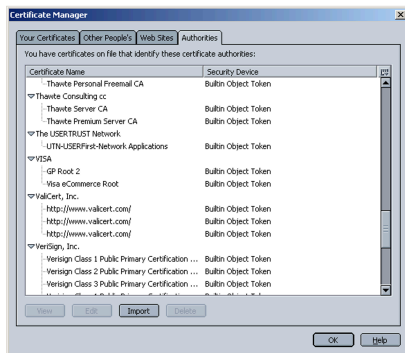 Certificate Manager
Your Certificates Other People's Web Sites Authorities
You have certificates on file that identify these certificate authorities:
Certificate Name Security Device
Thawte Personal Freemail CA Builtin Object Token
Thawte Consulting cc
Thawte Server CA Builtin Object Token
Thawte Premium Server CA Builtin Object Token
The USERTRUST Network
UTN-USERFirst-Network Applications Builtin Object Token
VISA
GP Root 2 Builtin Object Token
Visa eCommerce Root Builtin Object Token
ValiCert, Inc.
http://www.valicert.com/ Builtin Object Token
http://www.valicert.com/ Builtin Object Token
http://www.valicert.com/ Builtin Object Token
VeriSign, Inc.
Verisign Class 1 Public Primary Certification ... Builtin Object Token
Verisign Class 2 Public Primary Certification ... Builtin Object Token
Verisign Class 3 Public Primary Certification ... Builtin Object Token
View Edit Import Delete
OK Help